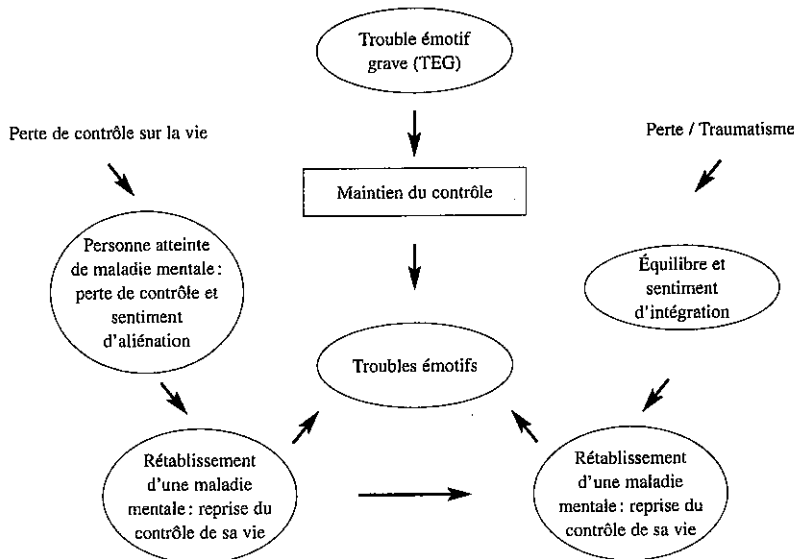 Trouble émotif
grave (TEG)
Perte de contrôle sur la vie
Perte / Traumatisme
Maintien du contrôle
Personne atteinte
de maladie mentale :
perte de contrôle et
sentiment
d'aliénation
Équilibre et
sentiment
d'intégration
Troubles émotifs
Rétablissement
d'une maladie
mentale : reprise du
contrôle de sa vie
Rétablissement
d'une maladie
mentale : reprise du
contrôle de sa vie